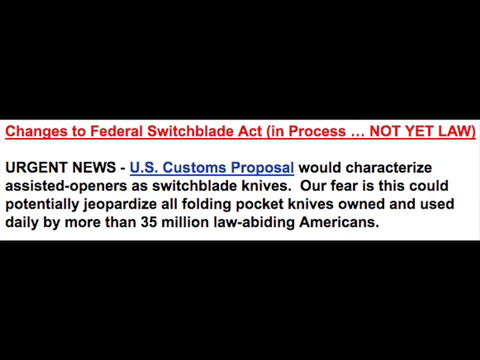 Changes to Federal Switchblade Act (in Process … NOT YET LAW)
URGENT NEWS - U.S. Customs Proposal would characterize
assisted-openers as switchblade knives.  Our fear is this could
potentially jeopardize all folding pocket knives owned and used
daily by more than 35 million law-abiding Americans.